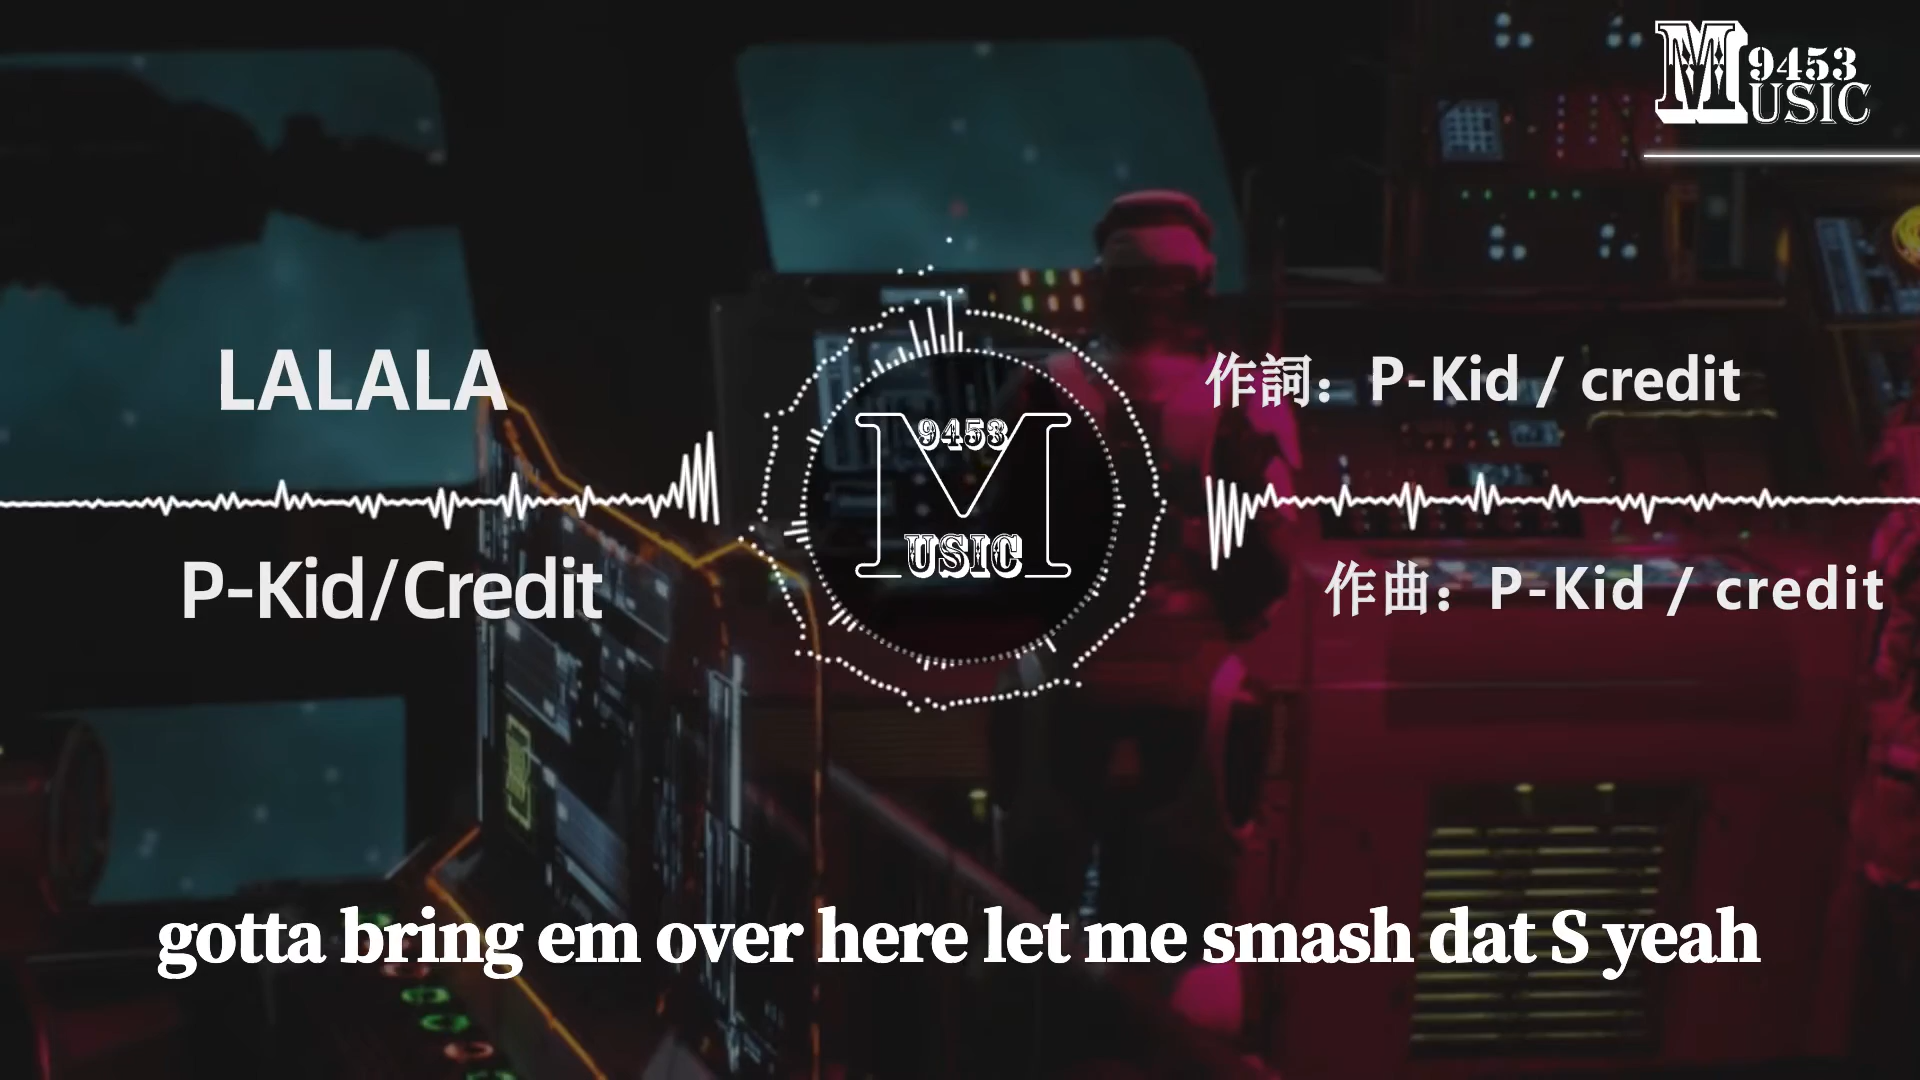 9453
MUSIC
LALALA
作詞：P-Kid / credit
9453
MUSIC
P-Kid/Credit
作曲：P-Kid / credit
gotta bring em over here let me smash dat S yeah